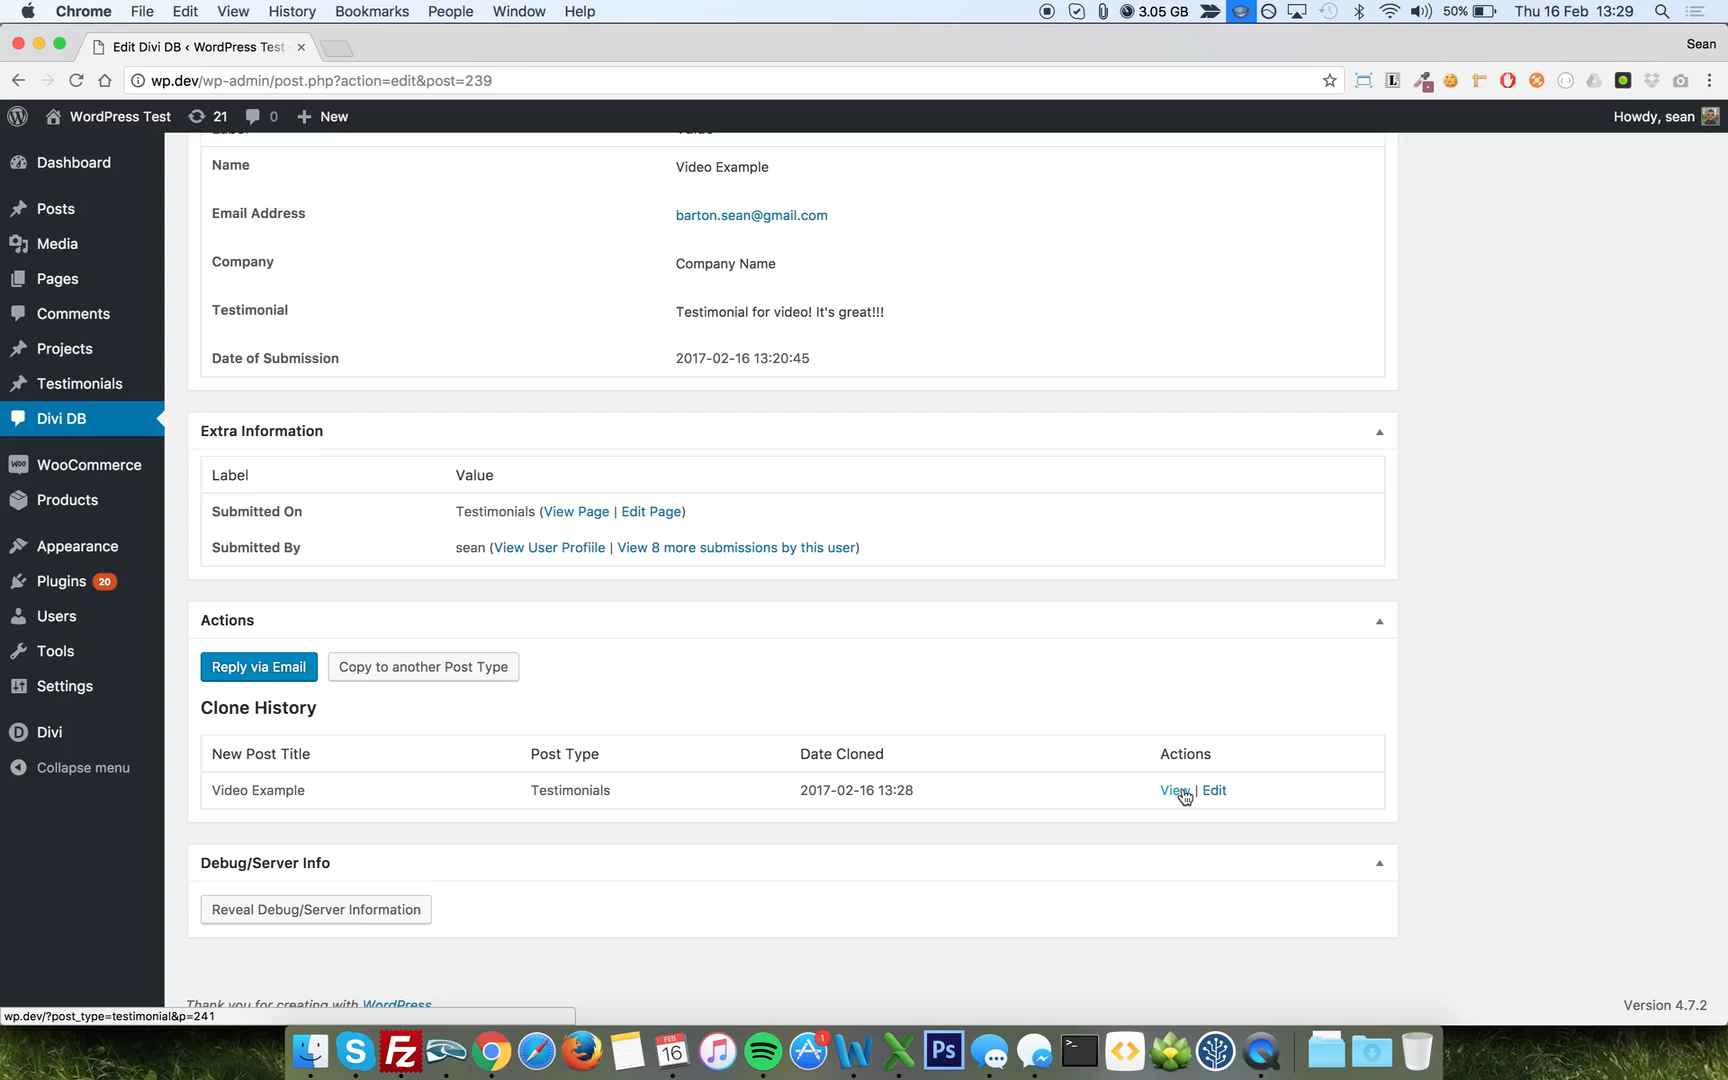 Chrome File Edit View History Bookmarks People Window Help 3.05 GB 50% Thu 16 Feb 13:29
Edit Divi DB ‹ WordPress Test Sean
wp.dev/wp-admin/post.php?action=edit&post=239
WordPress Test 21 0 New Howdy, sean
Dashboard
Posts
Media
Pages
Comments
Projects
Testimonials
Divi DB
WooCommerce
Products
Appearance
Plugins 20
Users
Tools
Settings
Divi
Collapse menu
Label Value
Name Video Example
Email Address barton.sean@gmail.com
Company Company Name
Testimonial Testimonial for video! It's great!!!
Date of Submission 2017-02-16 13:20:45
Extra Information
Label Value
Submitted On Testimonials (View Page | Edit Page)
Submitted By sean (View User Profiile | View 8 more submissions by this user)
Actions
Reply via Email Copy to another Post Type
Clone History
New Post Title Post Type Date Cloned Actions
Video Example Testimonials 2017-02-16 13:28 View | Edit
Debug/Server Info
Reveal Debug/Server Information
Thank you for creating with WordPress Version 4.7.2
wp.dev/?post_type=testimonial&p=241
FEB
16
1
Ps